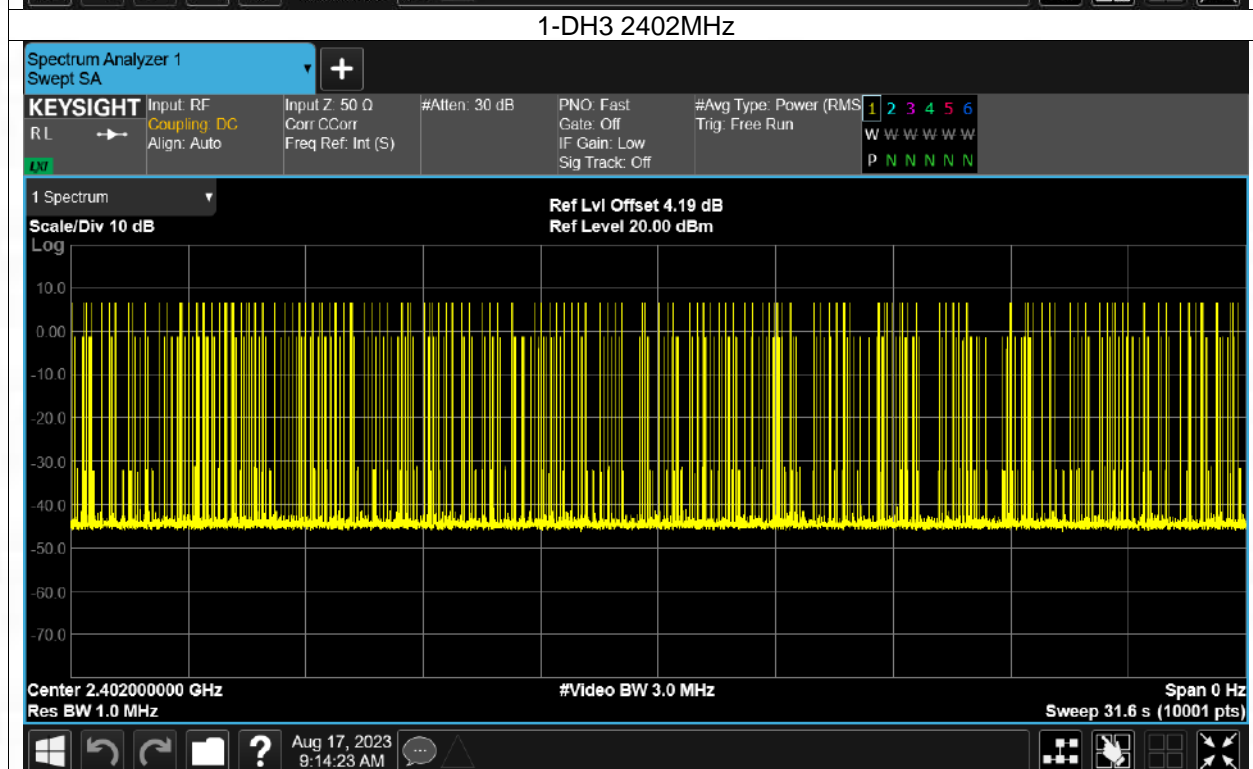 1-DH3 2402MHz
Spectrum Analyzer 1
Swept SA
KEYSIGHT
RL
LXI
Input: RF
Coupling: DC
Align: Auto
Input Z: 50 Ω
Corr CCorr
Freq Ref: Int (S)
#Atten: 30 dB
PNO: Fast
Gate: Off
IF Gain: Low
Sig Track: Off
#Avg Type: Power (RMS
Trig: Free Run
1 2 3 4 5 6
W W W W W W
P N N N N N
1 Spectrum
Scale/Div 10 dB
Ref Lvl Offset 4.19 dB
Ref Level 20.00 dBm
Log
10.0
0.00
-10.0
-20.0
-30.0
-40.0
-50.0
-60.0
-70.0
Center 2.402000000 GHz
#Video BW 3.0 MHz
Span 0 Hz
Res BW 1.0 MHz
Sweep 31.6 s (10001 pts)
?
Aug 17, 2023
9:14:23 AM